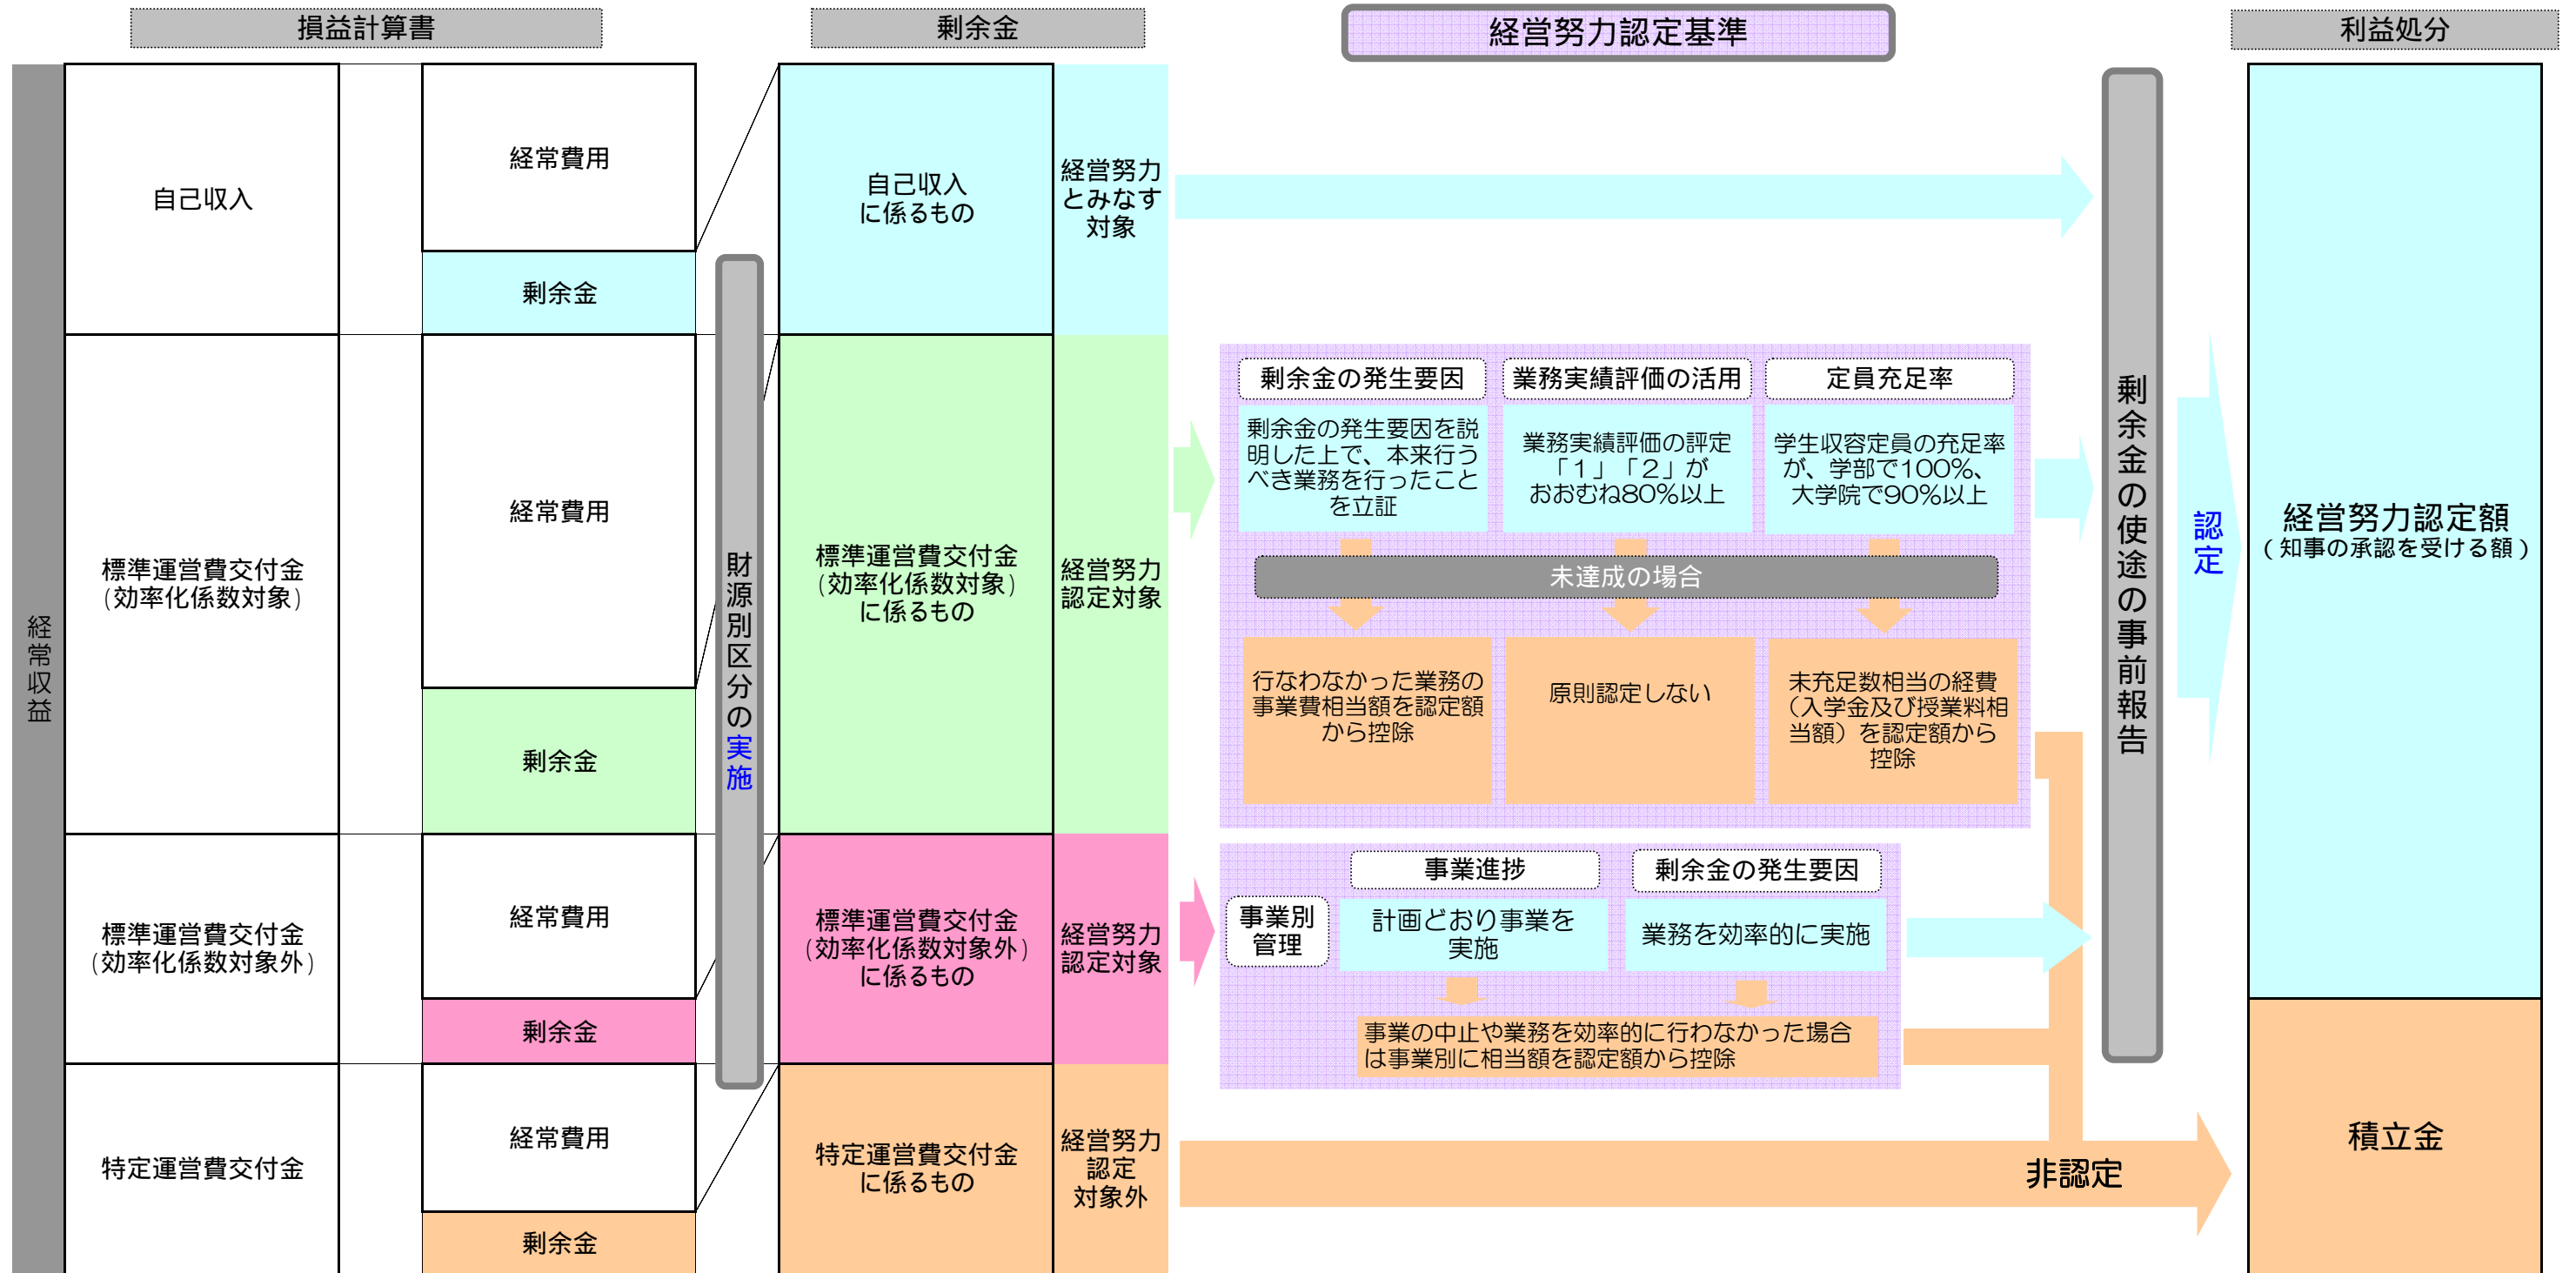 損益計算書
剰余金
経営努力認定基準
利益処分
経常収益
自己収入
経常費用
剰余金
標準運営費交付金
(効率化係数対象)
経常費用
剰余金
標準運営費交付金
(効率化係数対象外)
経常費用
剰余金
特定運営費交付金
経常費用
剰余金
財源別区分の実施
自己収入
に係るもの
経営努力
とみなす
対象
標準運営費交付金
(効率化係数対象)
に係るもの
経営努力
認定対象
標準運営費交付金
(効率化係数対象外)
に係るもの
経営努力
認定対象
特定運営費交付金
に係るもの
経営努力
認定
対象外
剰余金の発生要因
剰余金の発生要因を説
明した上で、本来行う
べき業務を行ったこと
を立証
業務実績評価の活用
業務実績評価の評定
「1」「2」が
おおむね80%以上
定員充足率
学生収容定員の充足率
が、学部で100%、
大学院で90%以上
未達成の場合
行なわなかった業務の
事業費相当額を認定額
から控除
原則認定しない
未充足数相当の経費
（入学金及び授業料相
当額）を認定額から
控除
事業別
管理
事業進捗
計画どおり事業を
実施
剰余金の発生要因
業務を効率的に実施
事業の中止や業務を効率的に行わなかった場合
は事業別に相当額を認定額から控除
剰余金の使途の事前報告
認定
非認定
経営努力認定額
(知事の承認を受ける額)
積立金